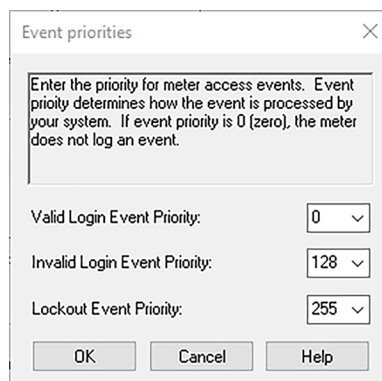 Event priorities
Enter the priority for meter access events. Event
prioity determines how the event is processed by
your system. If event priority is 0 (zero), the meter
does not log an event.
Valid Login Event Priority: 0
Invalid Login Event Priority: 128
Lockout Event Priority: 255
OK Cancel Help